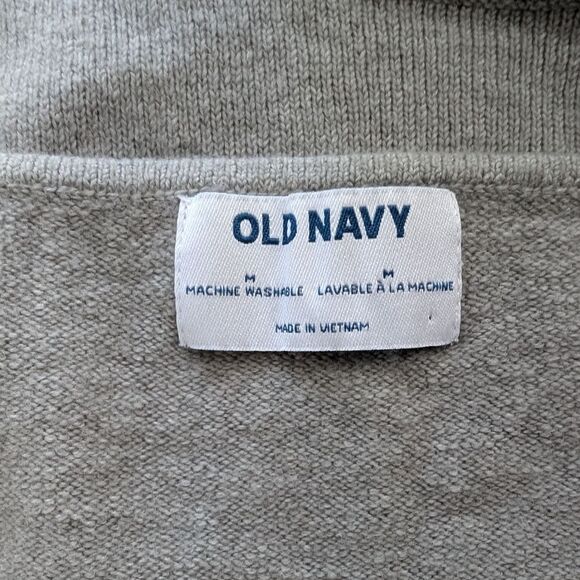 OLD NAVY
M M
MACHINE WASHABLE LAVABLE À LA MACHINE
MADE IN VIETNAM